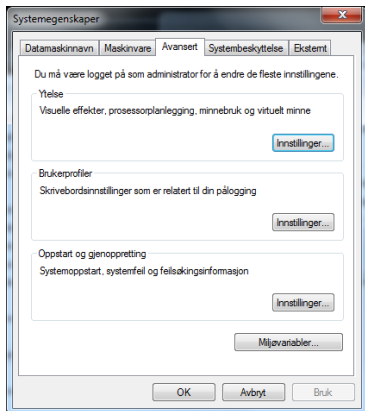 Systemegenskaper
Datamaskinnavn Maskinvare Avansert Systembeskyttelse Eksternt
Du må være logget på som administrator for å endre de fleste innstillingene.
Ytelse
Visuelle effekter, prosessorplanlegging, minnebruk og virtuelt minne
Innstillinger...
Brukerprofiler
Skrivebordsinnstillinger som er relatert til din pålogging
Innstillinger...
Oppstart og gjenoppretting
Systemoppstart, systemfeil og feilsøkingsinformasjon
Innstillinger...
Miljøvariabler...
OK Avbryt Bruk